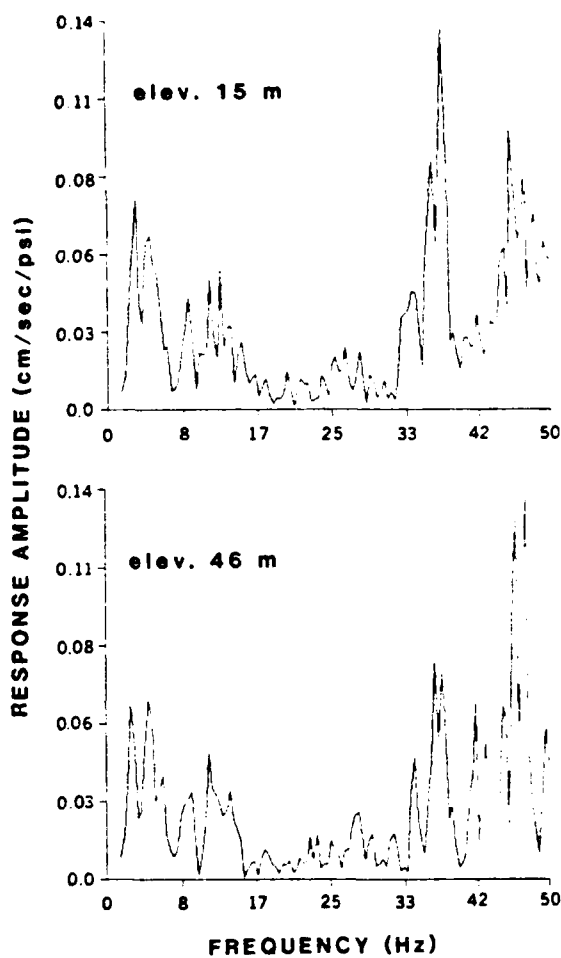 RESPONSE AMPLITUDE (cm/sec/psi)
0.14
0.11
0.08
0.06
0.03
0.0
elev. 15 m
0 8 17 25 33 42 50
0.14
0.11
0.08
0.06
0.03
0.0
elev. 46 m
0 8 17 25 33 42 50
FREQUENCY (Hz)